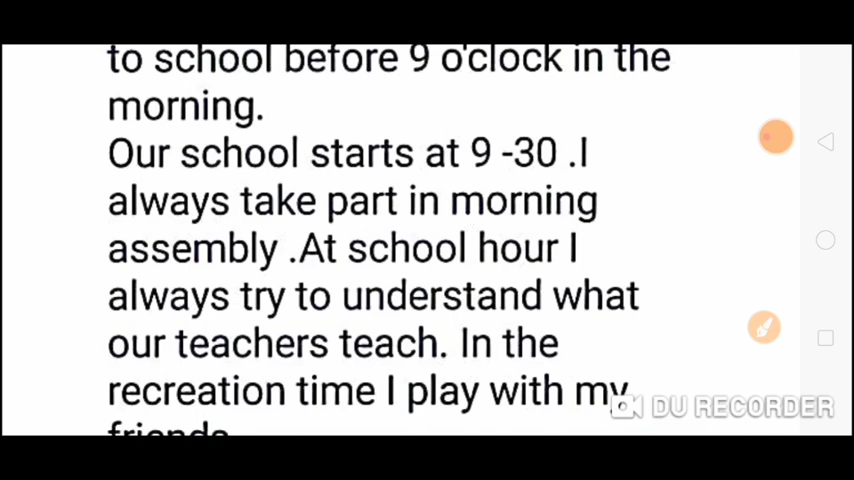 to school before 9 o'clock in the
morning.
Our school starts at 9 -30 .I
always take part in morning
assembly .At school hour I
always try to understand what
our teachers teach. In the
recreation time I play with my
friends
DU RECORDER